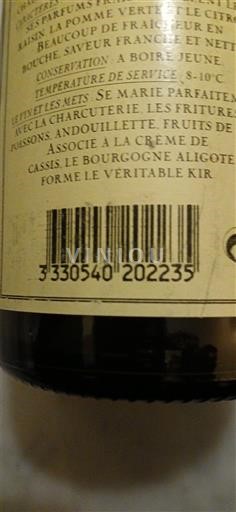 SES PARFUMS
RAISIN, LA POMME VERTE ET LE CITRON
BEAUCOUP DE FRAÎCHEUR EN
BOUCHE, SAVEUR FRANCHE ET NETTE
CONSERVATION : A BOIRE JEUNE.
TEMPÉRATURE DE SERVICE : 8-10°C
LE VIN ET LES METS : SE MARIE PARFAITEMENT
AVEC LA CHARCUTERIE, LES FRITURES
POISSONS, ANDOUILLETTE, FRUITS DE
ASSOCIÉ A LA CRÈME DE
CASSIS, LE BOURGOGNE ALIGOTÉ
FORME LE VÉRITABLE KIR
VINIOU
3 330540 202235